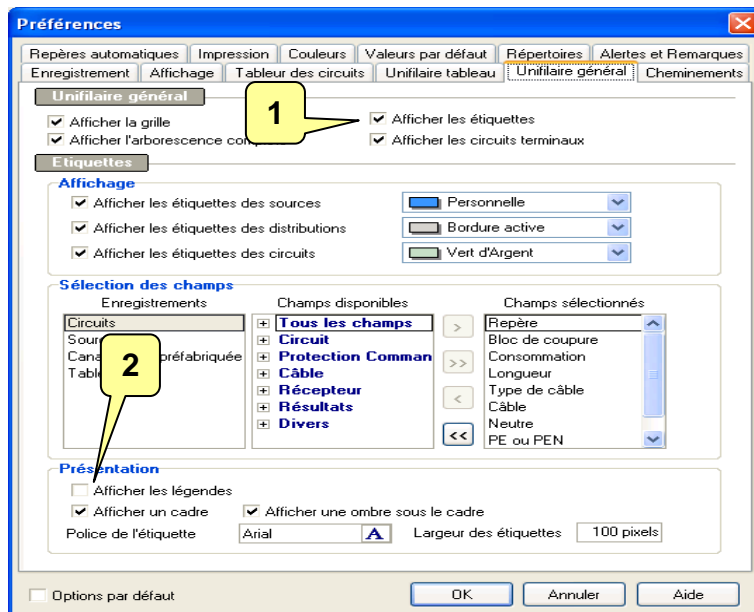 Préférences
Repères automatiques Impression Couleurs Valeurs par défaut Répertoires Alertes et Remarques
Enregistrement Affichage Tableur des circuits Unifilaire tableau Unifilaire général Cheminements
Unifilaire général
1
Afficher la grille
Afficher les étiquettes
Afficher l'arborescence
Afficher les circuits terminaux
Etiquettes
Affichage
Afficher les étiquettes des sources Personnelle
Afficher les étiquettes des distributions Bordure active
Afficher les étiquettes des circuits Vert d'Argent
Sélection des champs
Enregistrements Champs disponibles Champs sélectionnés
Circuits Tous les champs > Repère
Circuit Bloc de coupure
préfabriquée Protection Comman >> Consommation
Câble Longueur
2
Récepteur < Type de câble
Résultats Câble
Divers << Neutre
PE ou PEN
Présentation
Afficher les légendes
Afficher un cadre Afficher une ombre sous le cadre
Police de l'étiquette Arial A Largeur des étiquettes 100 pixels
Options par défaut OK Annuler Aide